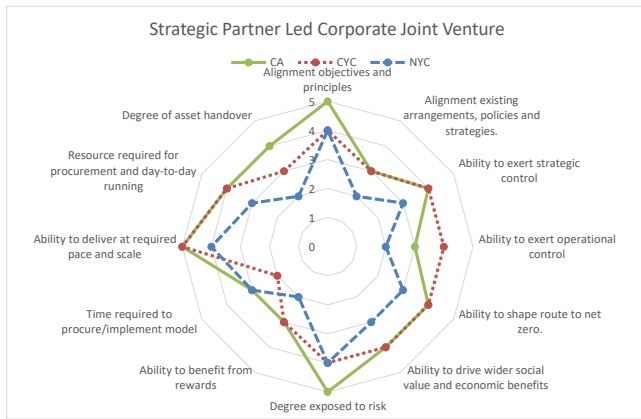 Strategic Partner Led Corporate Joint Venture
CA CYC NYC
Alignment objectives and
principles
Alignment existing
arrangements, policies and
strategies.
Ability to exert strategic
control
Ability to exert operational
control
Ability to shape route to net
zero.
Ability to drive wider social
value and economic benefits
Degree exposed to risk
Ability to benefit from
rewards
Time required to
procure/implement model
Ability to deliver at required
pace and scale
Resource required for
procurement and day-to-day
running
Degree of asset handover
5
4
3
2
1
0